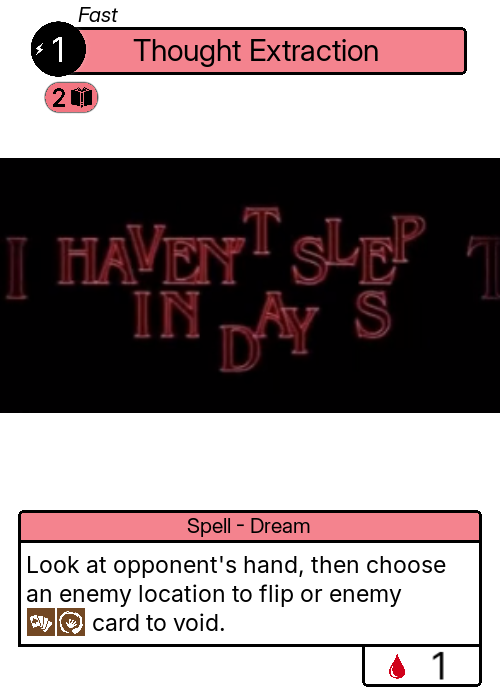 Fast
1
Thought Extraction
2
I HAVEN'T SLEPT
IN DAYS
Spell - Dream
Look at opponent's hand, then choose
an enemy location to flip or enemy
card to void.
1